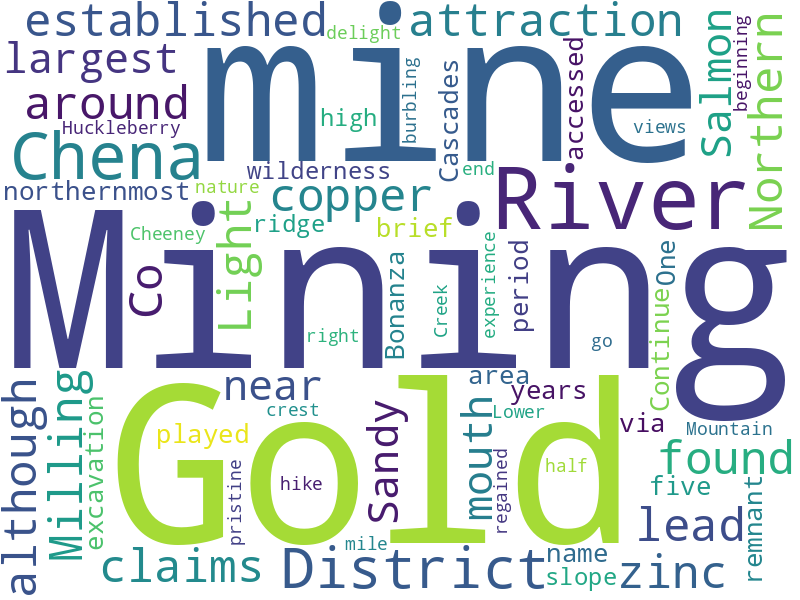 established
delight
attraction
largest
mine
around
Huckleberry
high
burbling
Cascades
accessed
views
Salmon
beginning
Northern
Chena
wilderness
end
northernmost
nature
copper
River
Cheeney
ridge
brief
Light
Co
Mining
right
Bonanza
Creek
experience
period
go
Continue
One
although
Milling
excavation
near
crest
area
years
Lower
via
Mountain
played
Gold
Sandy
mouth
regained
half
found
pristine
hike
five
remnant
lead
mile
name
claims
District
slope
zinc